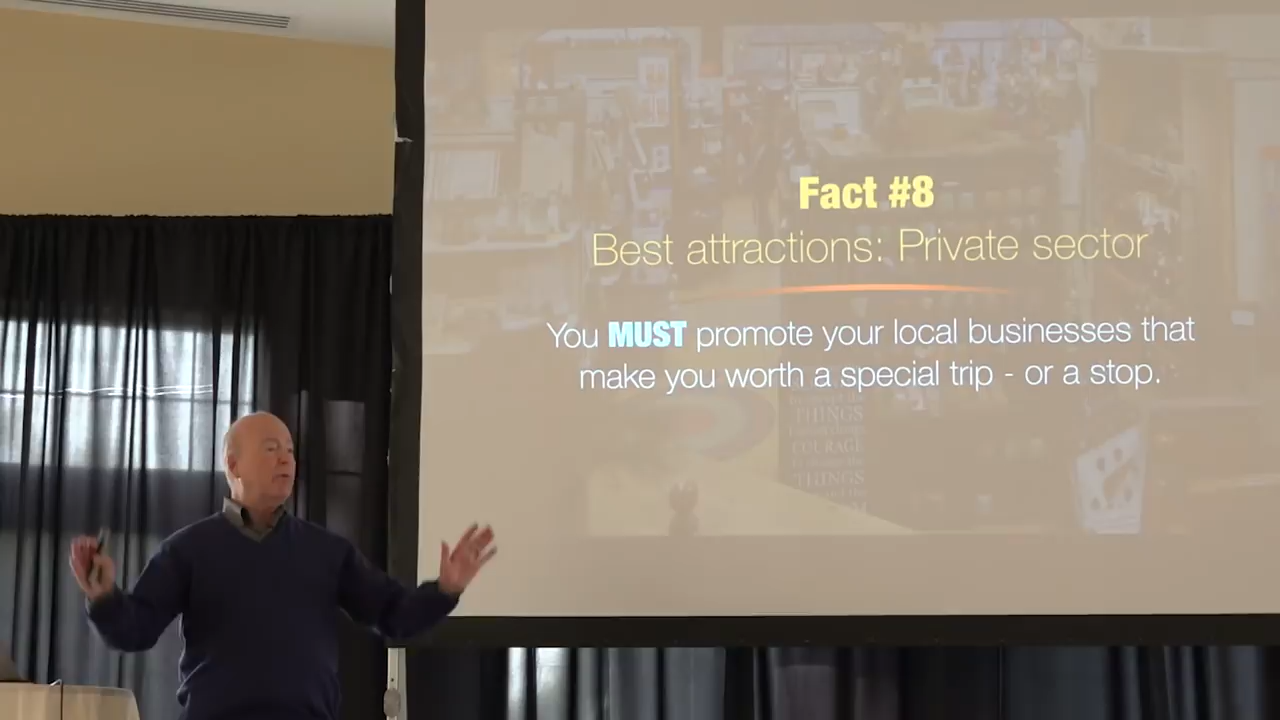 Fact #8
Best attractions: Private sector
You MUST promote your local businesses that
make you worth a special trip - or a stop.
THINGS
COURAGE
THINGS